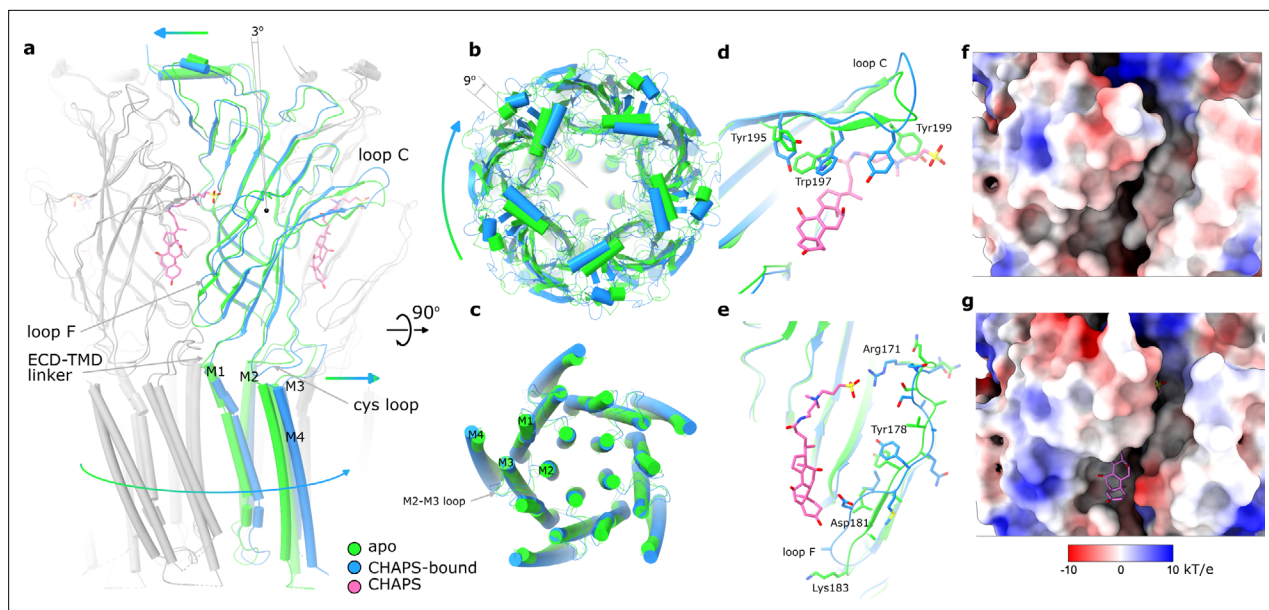 a
3°
loop C
loop F
ECD-TMD
linker
M1
M2
M3
M4
cys loop
90°
apo
CHAPS-bound
CHAPS
b
9°
c
M4
M1
M3
M2
M2-M3 loop
d
loop C
Tyr195
Tyr199
Trp197
e
Arg171
Tyr178
Asp181
loop F
Lys183
f
g
-10 0 10 kT/e